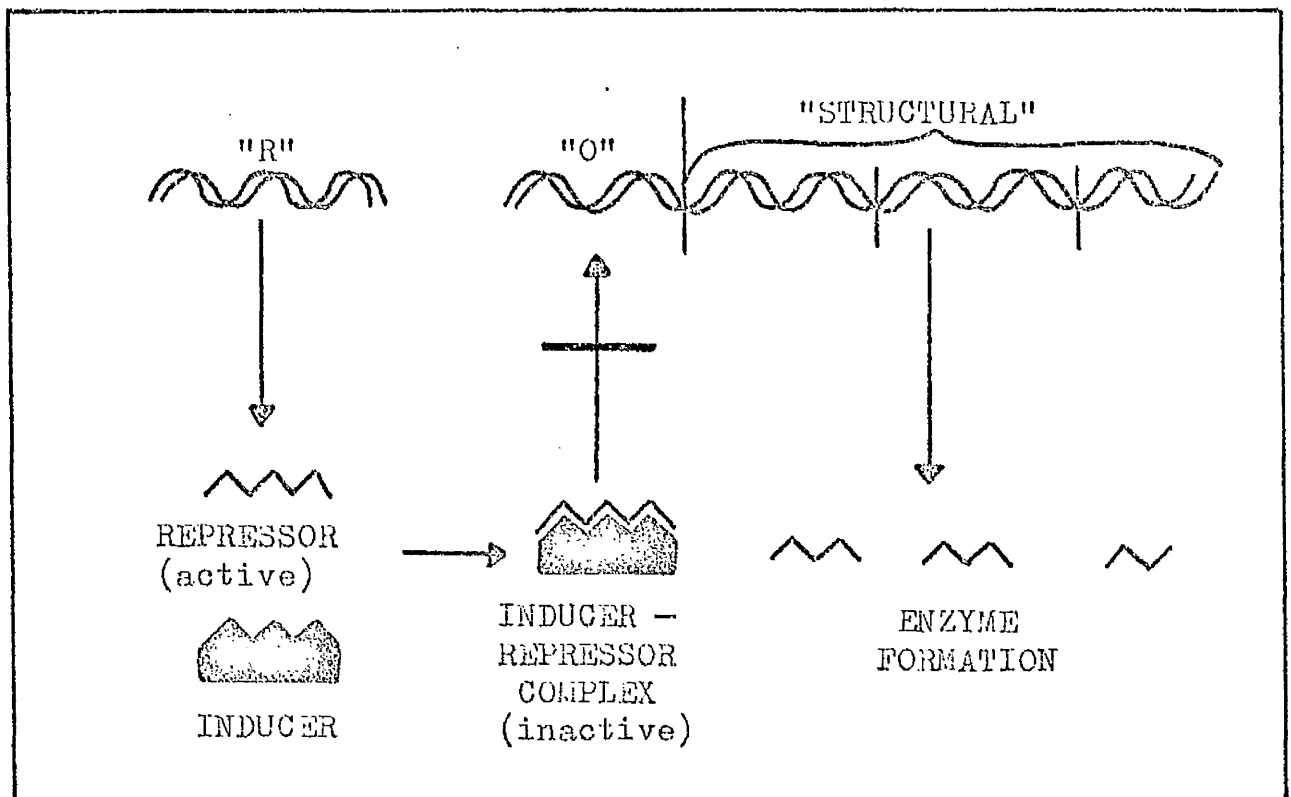 "STRUCTURAL"
"R"
"O"
REPRESSOR
(active)
INDUCER
INDUCER –
REPRESSOR
COMPLEX
(inactive)
ENZYME
FORMATION